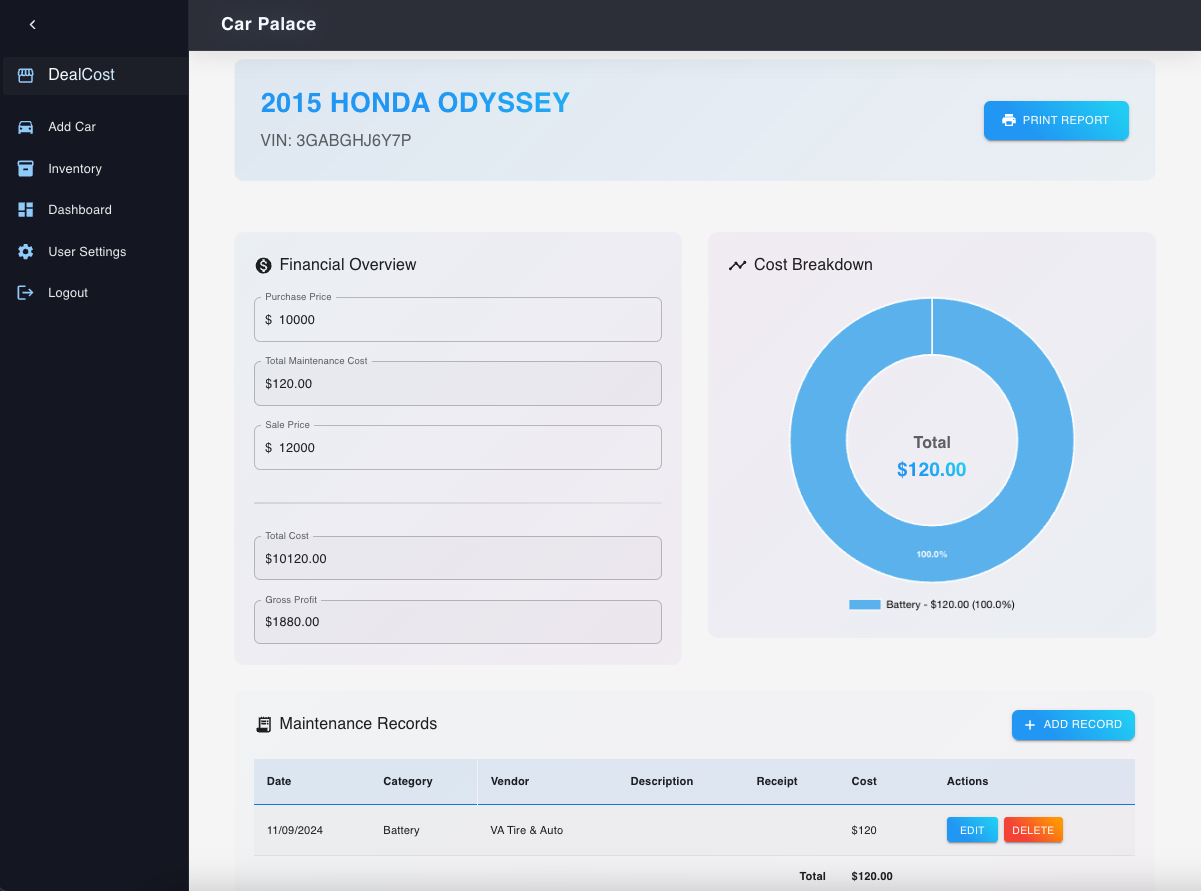 Car Palace
DealCost
Add Car
Inventory
Dashboard
User Settings
Logout
2015 HONDA ODYSSEY
VIN: 3GABGHJ6Y7P
PRINT REPORT
Financial Overview
Purchase Price
$ 10000
Total Maintenance Cost
$120.00
Sale Price
$ 12000
Total Cost
$10120.00
Gross Profit
$1880.00
Cost Breakdown
Total
$120.00
100.0%
Battery - $120.00 (100.0%)
Maintenance Records
ADD RECORD
Date Category Vendor Description Receipt Cost Actions
11/09/2024 Battery VA Tire & Auto $120 EDIT DELETE
Total $120.00